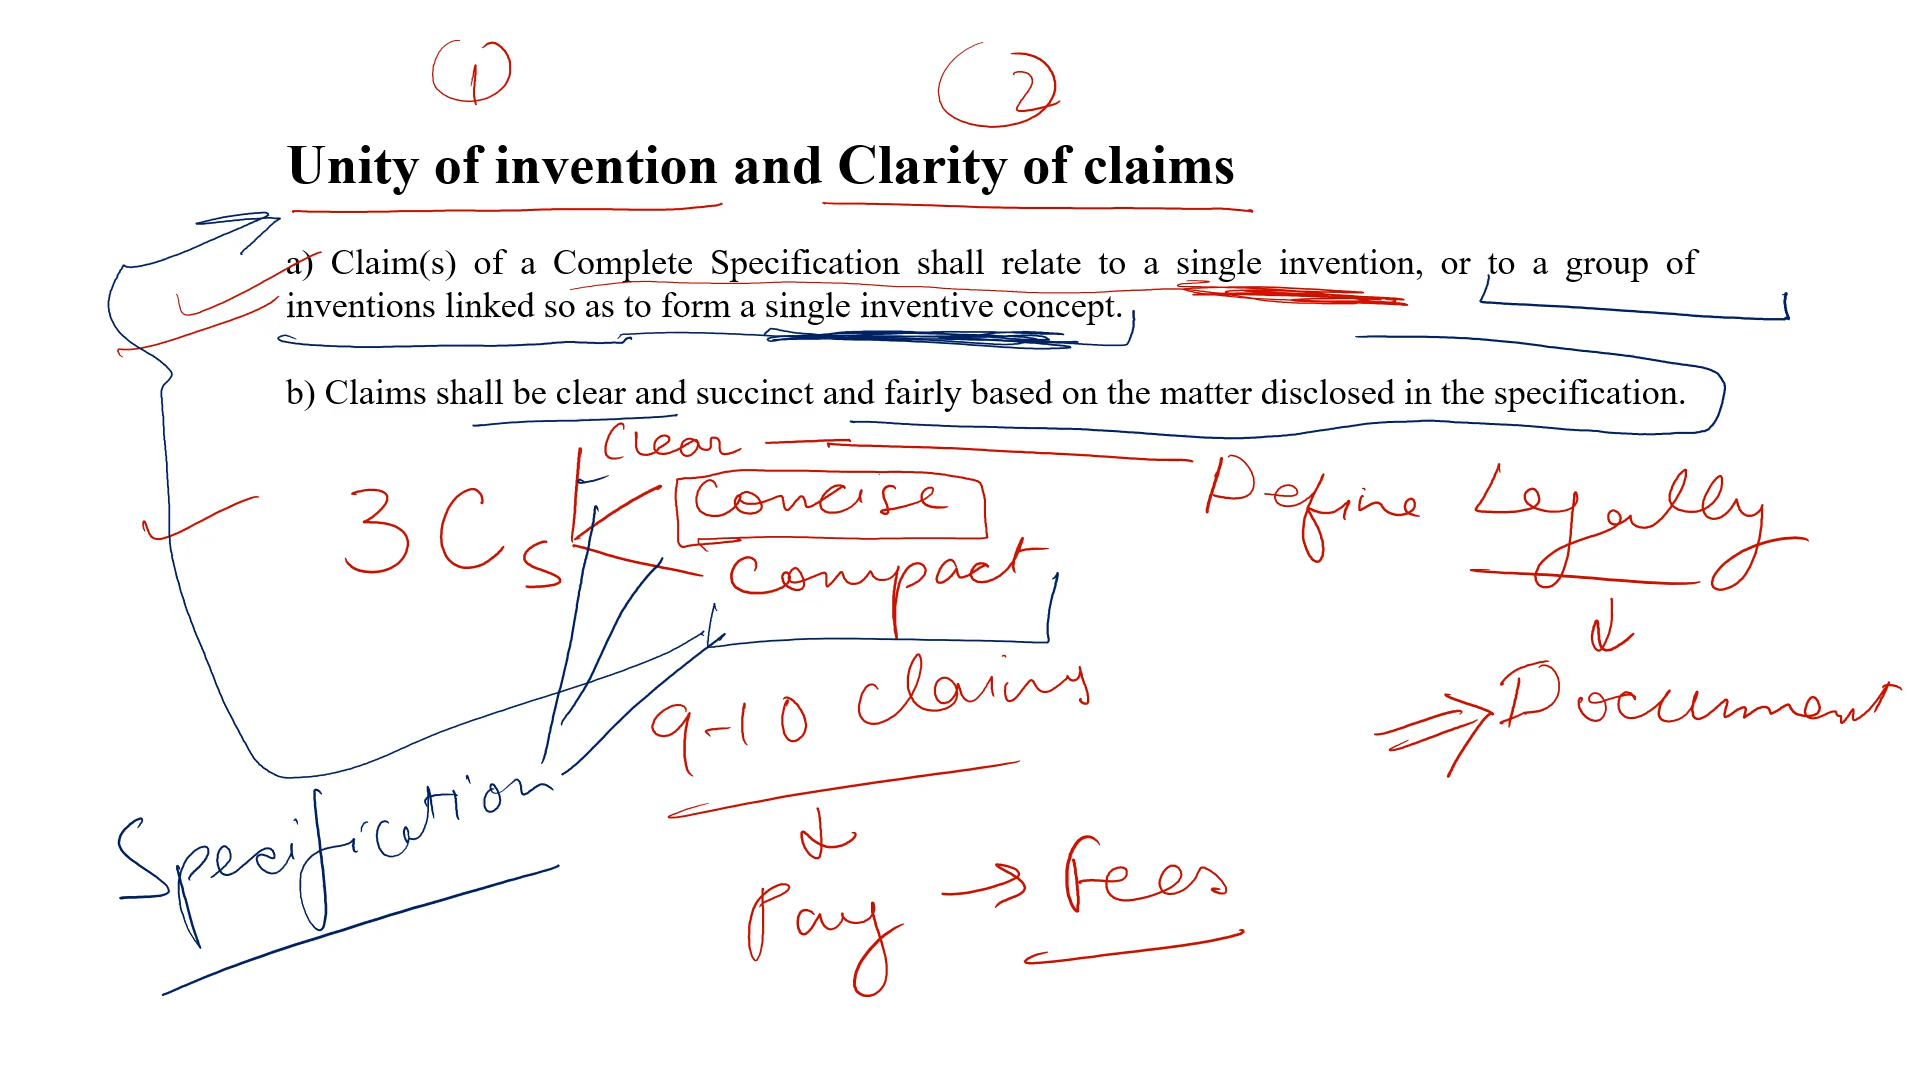 1 2
Unity of invention and Clarity of claims
a) Claim(s) of a Complete Specification shall relate to a single invention, or to a group of
inventions linked so as to form a single inventive concept.
b) Claims shall be clear and succinct and fairly based on the matter disclosed in the specification.
Clear
3 Cs Concise Define Legally
Compact
9-10 claims Document
Specification
Pay → Fees